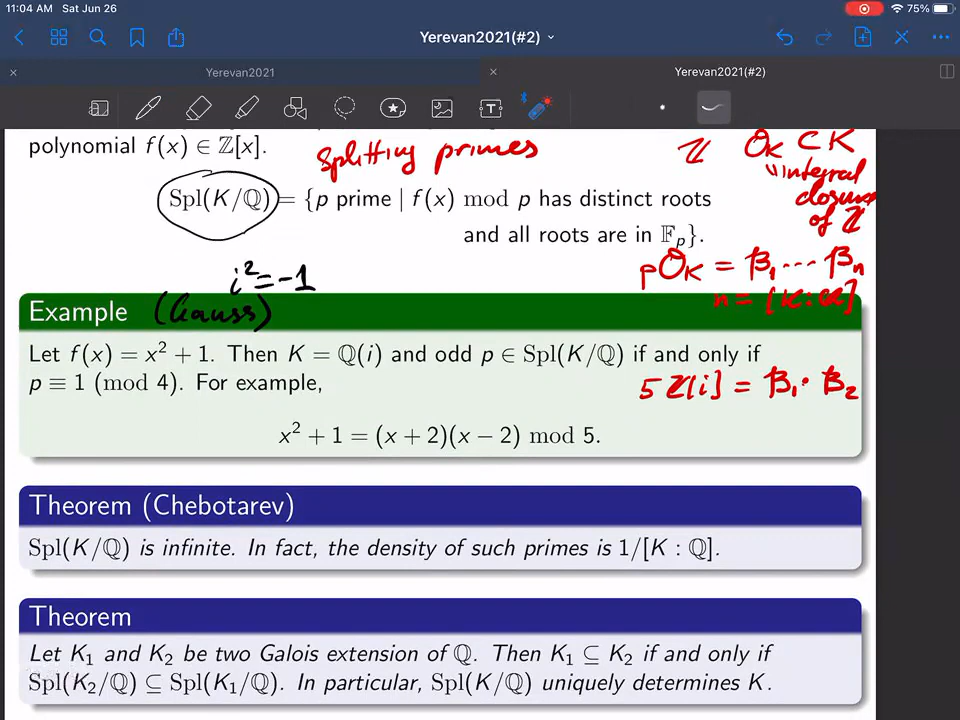 11:04 AM Sat Jun 26
75%
Yerevan2021(#2)
Yerevan2021
Yerevan2021(#2)
T
polynomial f(x) ∈ ℤ[x].
Splitting primes
ℤ O_K ⊂ K
integral
closure
of ℤ
Spl(K/ℚ) = {p prime | f(x) mod p has distinct roots
and all roots are in 𝔽_p}.
pO_K = β₁ ... βₙ
n = [K:ℚ]
i² = -1
Example (Gauss)
Let f(x) = x² + 1. Then K = ℚ(i) and odd p ∈ Spl(K/ℚ) if and only if
p ≡ 1 (mod 4). For example,
5ℤ[i] = β₁ · β₂
x² + 1 = (x + 2)(x − 2) mod 5.
Theorem (Chebotarev)
Spl(K/ℚ) is infinite. In fact, the density of such primes is 1/[K : ℚ].
Theorem
Let K₁ and K₂ be two Galois extension of ℚ. Then K₁ ⊆ K₂ if and only if
Spl(K₂/ℚ) ⊆ Spl(K₁/ℚ). In particular, Spl(K/ℚ) uniquely determines K.